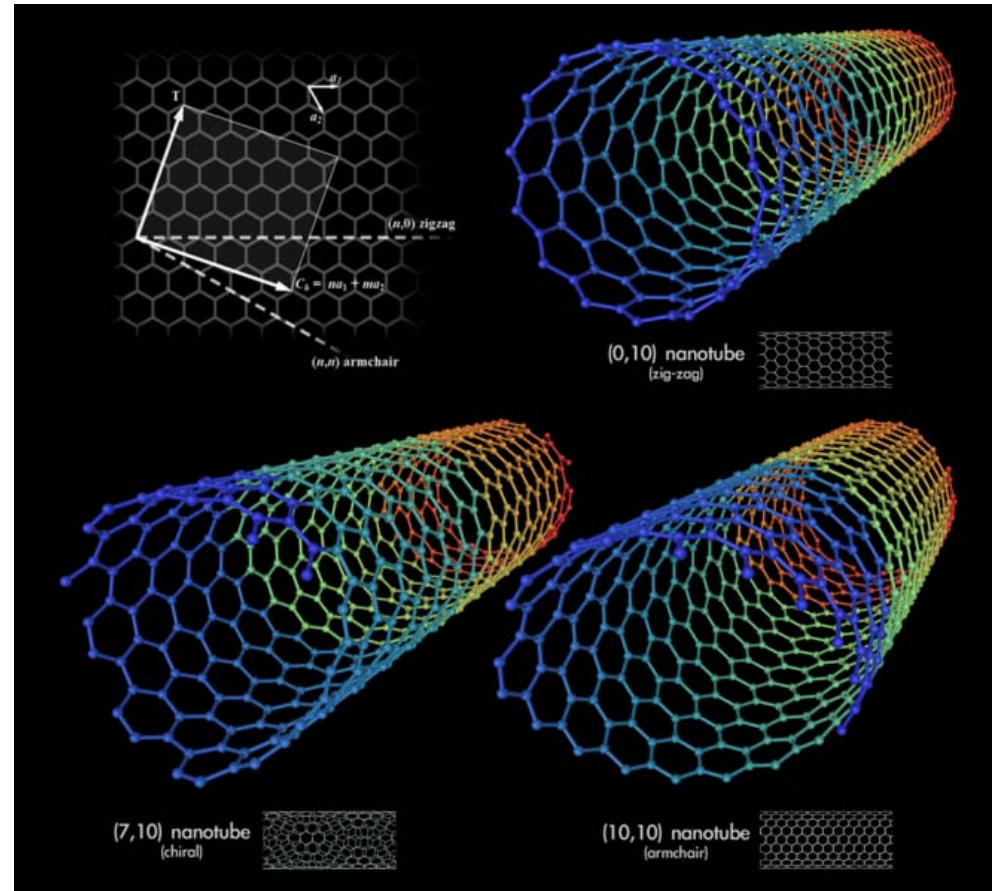 a₁
a₂
T
(n,0) zigzag
Cₕ = na₁ + ma₂
(n,n) armchair
(0,10) nanotube
(zig-zag)
(7,10) nanotube
(chiral)
(10,10) nanotube
(armchair)